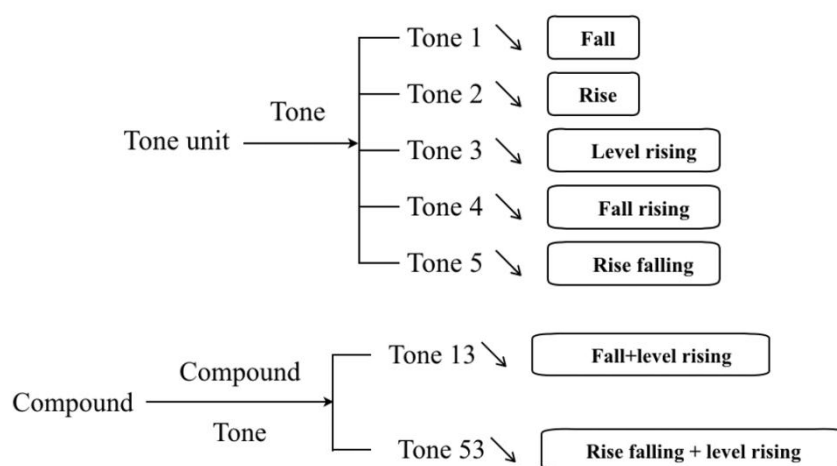 Tone 1 ↘ Fall
Tone
Tone 2 ↘ Rise
Tone unit
Tone 3 ↘ Level rising
Tone 4 ↘ Fall rising
Tone 5 ↘ Rise falling
Tone 13 ↘ Fall+level rising
Compound
Compound
Tone
Tone 53 ↘ Rise falling + level rising